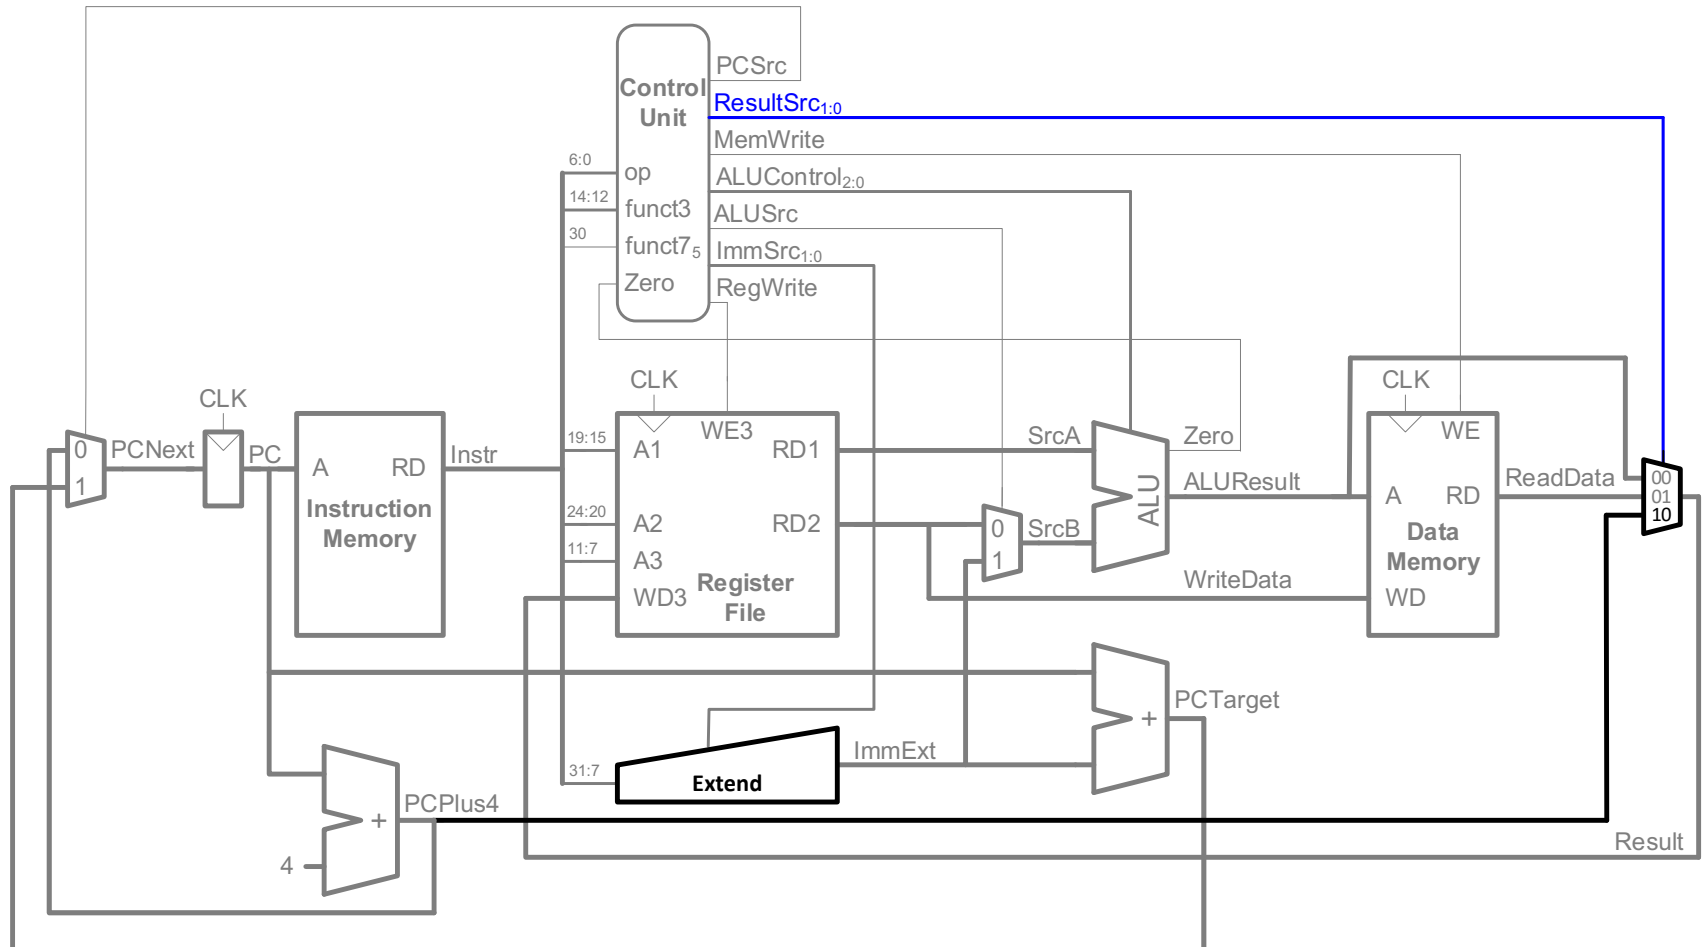 PCSrc
Control
Unit
ResultSrc1:0
MemWrite
ALUControl2:0
ALUSrc
ImmSrc1:0
RegWrite
6:0
op
14:12
funct3
30
funct75
Zero
CLK
CLK
CLK
0
1
PCNext
PC
A
RD
Instruction
Memory
Instr
19:15
A1
WE3
RD1
24:20
A2
RD2
11:7
A3
WD3
Register
File
SrcA
0
1
SrcB
ALU
Zero
ALUResult
WriteData
WE
A
RD
Data
Memory
WD
ReadData
00
01
10
31:7
Extend
ImmExt
+
PCTarget
4
+
PCPlus4
Result